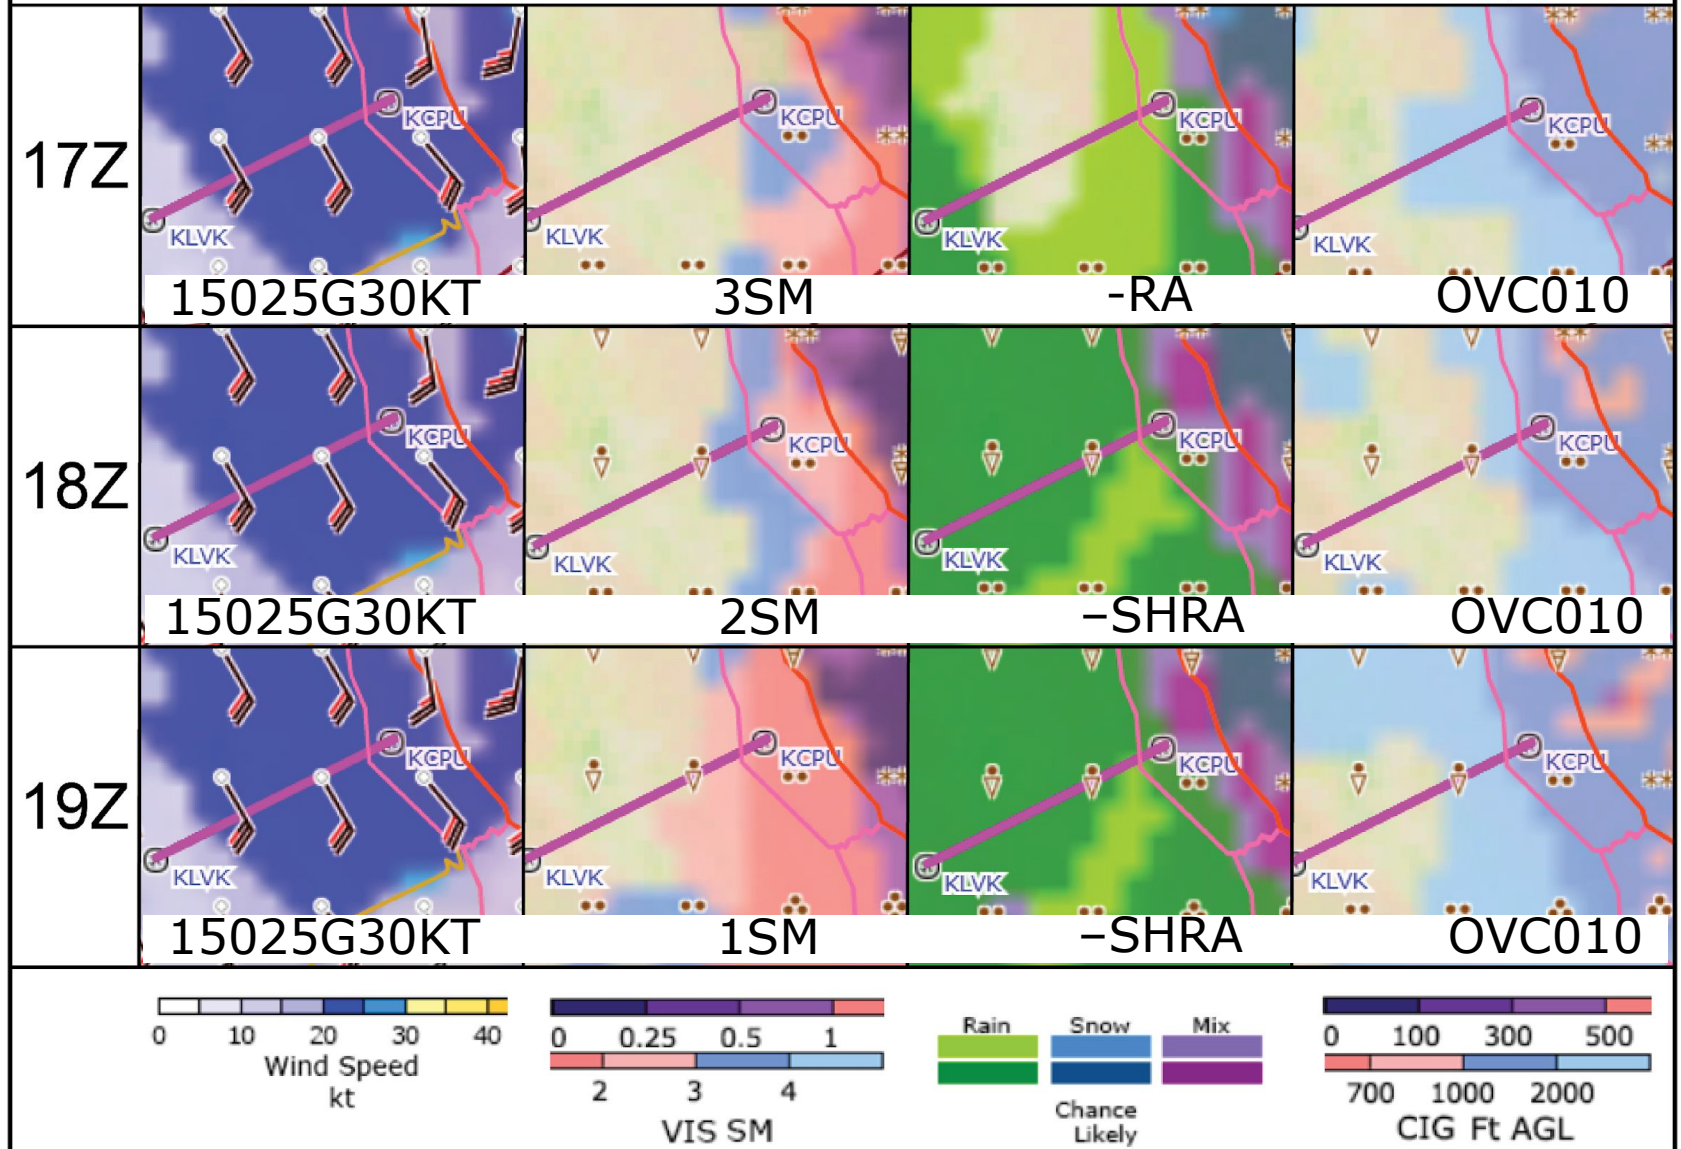 17Z
KCPU
KLVK
15025G30KT
KCPU
KLVK
3SM
KCPU
KLVK
-RA
KCPU
KLVK
OVC010
18Z
KCPU
KLVK
15025G30KT
KCPU
KLVK
2SM
KCPU
KLVK
–SHRA
KCPU
KLVK
OVC010
19Z
KCPU
KLVK
15025G30KT
KCPU
KLVK
1SM
KCPU
KLVK
–SHRA
KCPU
KLVK
OVC010
0 10 20 30 40
Wind Speed
kt
0 0.25 0.5 1
2 3 4
VIS SM
Rain Snow Mix
Chance
Likely
0 100 300 500
700 1000 2000
CIG Ft AGL